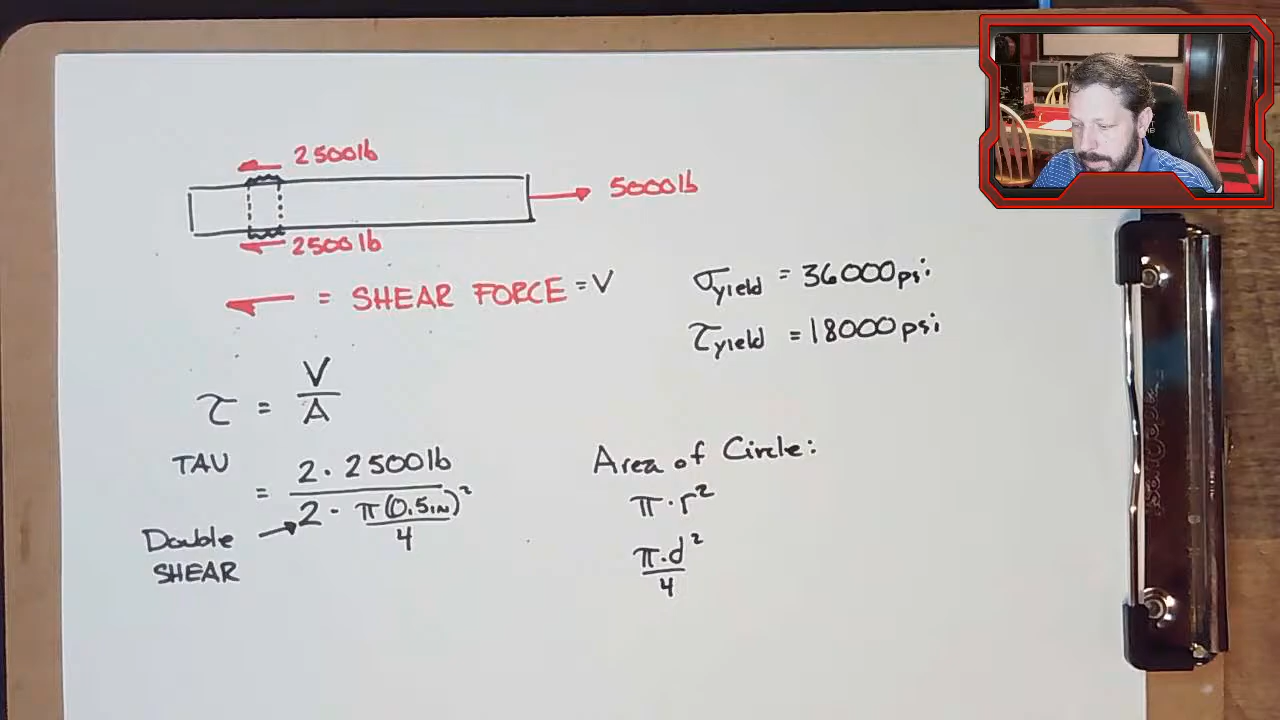 2500lb
5000lb
2500lb
= SHEAR FORCE = V
σyield = 36000psi
τyield = 18000psi
τ = V/A
TAU
= 2 · 2500lb / 2 · π(0.5in)²/4
Double
SHEAR
Area of Circle:
π · r²
π · d²/4